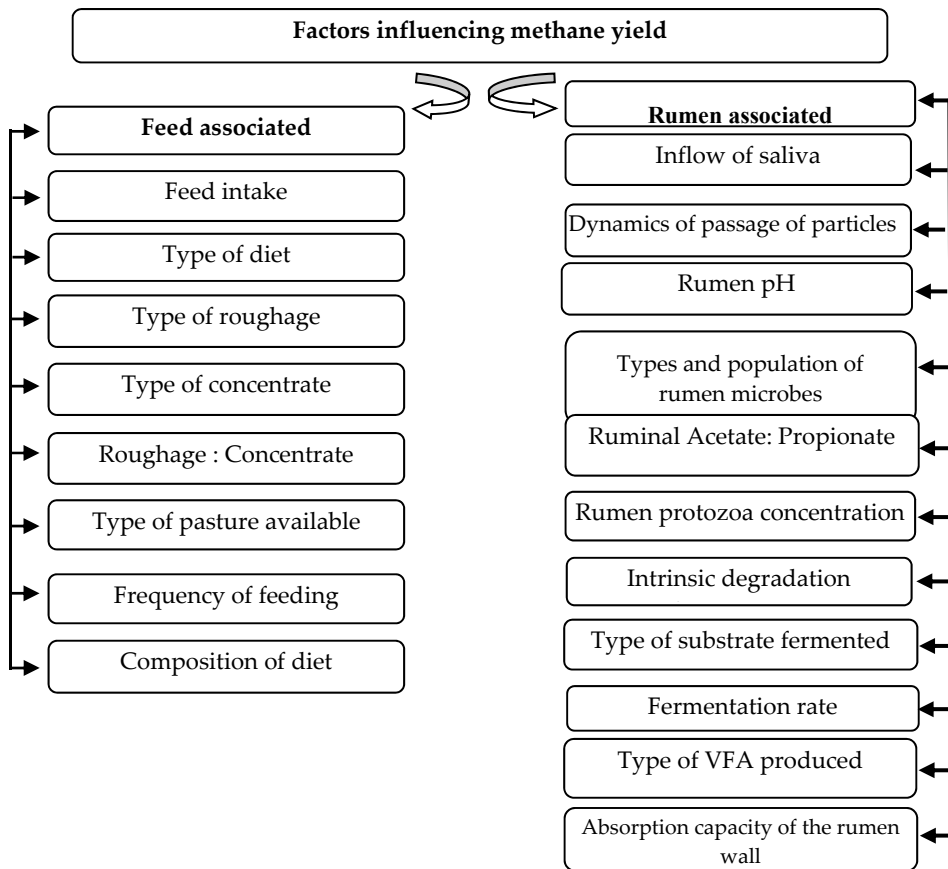 Factors influencing methane yield
Feed associated
Feed intake
Type of diet
Type of roughage
Type of concentrate
Roughage : Concentrate
Type of pasture available
Frequency of feeding
Composition of diet
Rumen associated
Inflow of saliva
Dynamics of passage of particles
Rumen pH
Types and population of
rumen microbes
Ruminal Acetate: Propionate
Rumen protozoa concentration
Intrinsic degradation
Type of substrate fermented
Fermentation rate
Type of VFA produced
Absorption capacity of the rumen
wall